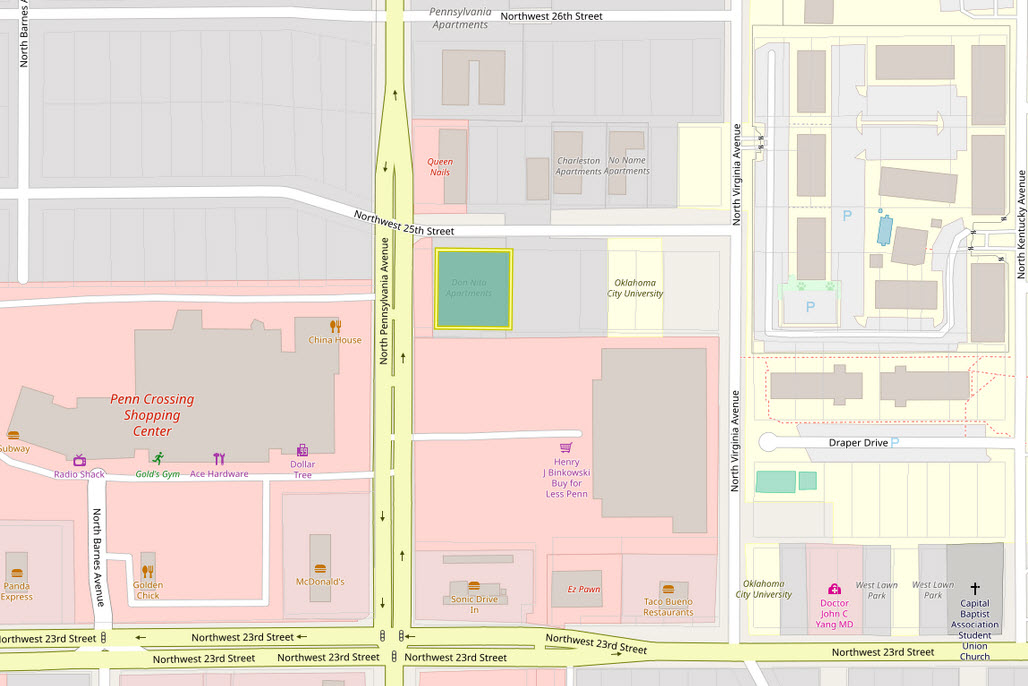 Pennsylvania
Apartments
Northwest 26th Street
North Barnes A
Queen
Nails
Charleston
Apartments
No Name
Apartments
North Virginia Avenue
North Kentucky Avenue
P
Northwest 25th Street
North Pennsylvania Avenue
Don Nito
Apartments
Oklahoma
City University
P
China House
Penn Crossing
Shopping
Center
Subway
Radio Shack
Gold's Gym
Ace Hardware
Dollar
Tree
Henry
J Binkowski
Buy for
Less Penn
North Virginia Avenue
Draper Drive
P
North Barnes Avenue
Panda
Express
Golden
Chick
McDonald's
Sonic Drive
In
Ez Pawn
Taco Bueno
Restaurants
Oklahoma
City University
Doctor
John C
Yang MD
West Lawn
Park
West Lawn
Park
Capital
Baptist
Association
Student
Union
Church
Northwest 23rd Street
Northwest 23rd Street
Northwest 23rd Street
Northwest 23rd Street
Northwest 23rd Street
Northwest 23rd Street
Northwest 23rd Street